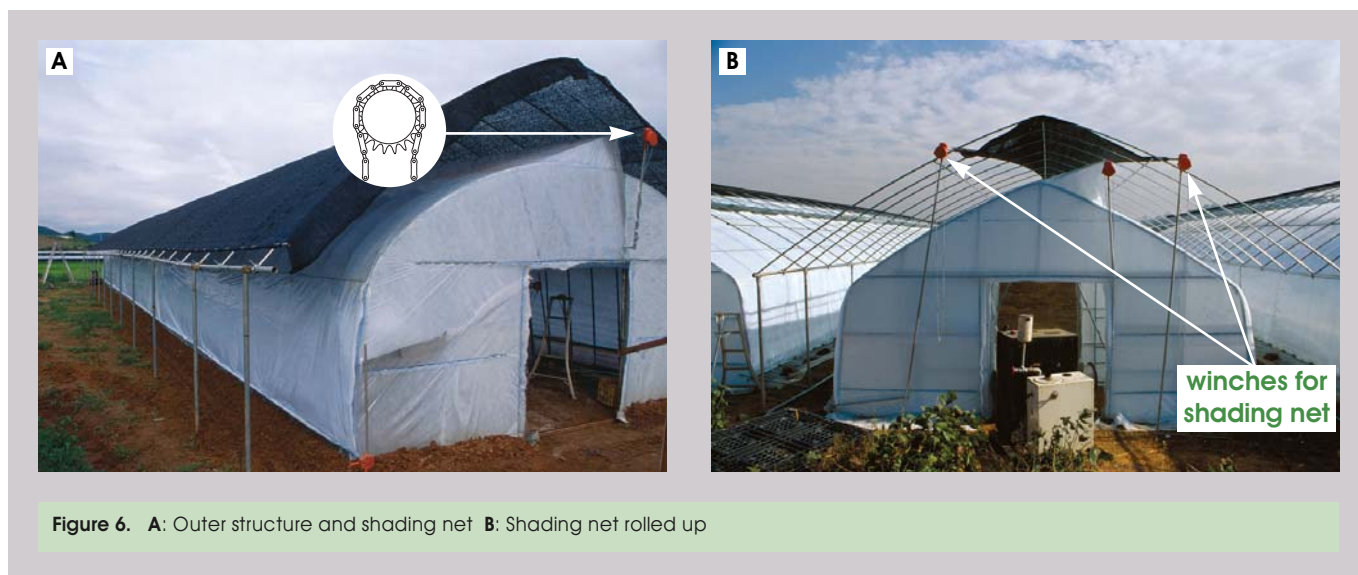 A
B
winches for
shading net
Figure 6. A: Outer structure and shading net B: Shading net rolled up